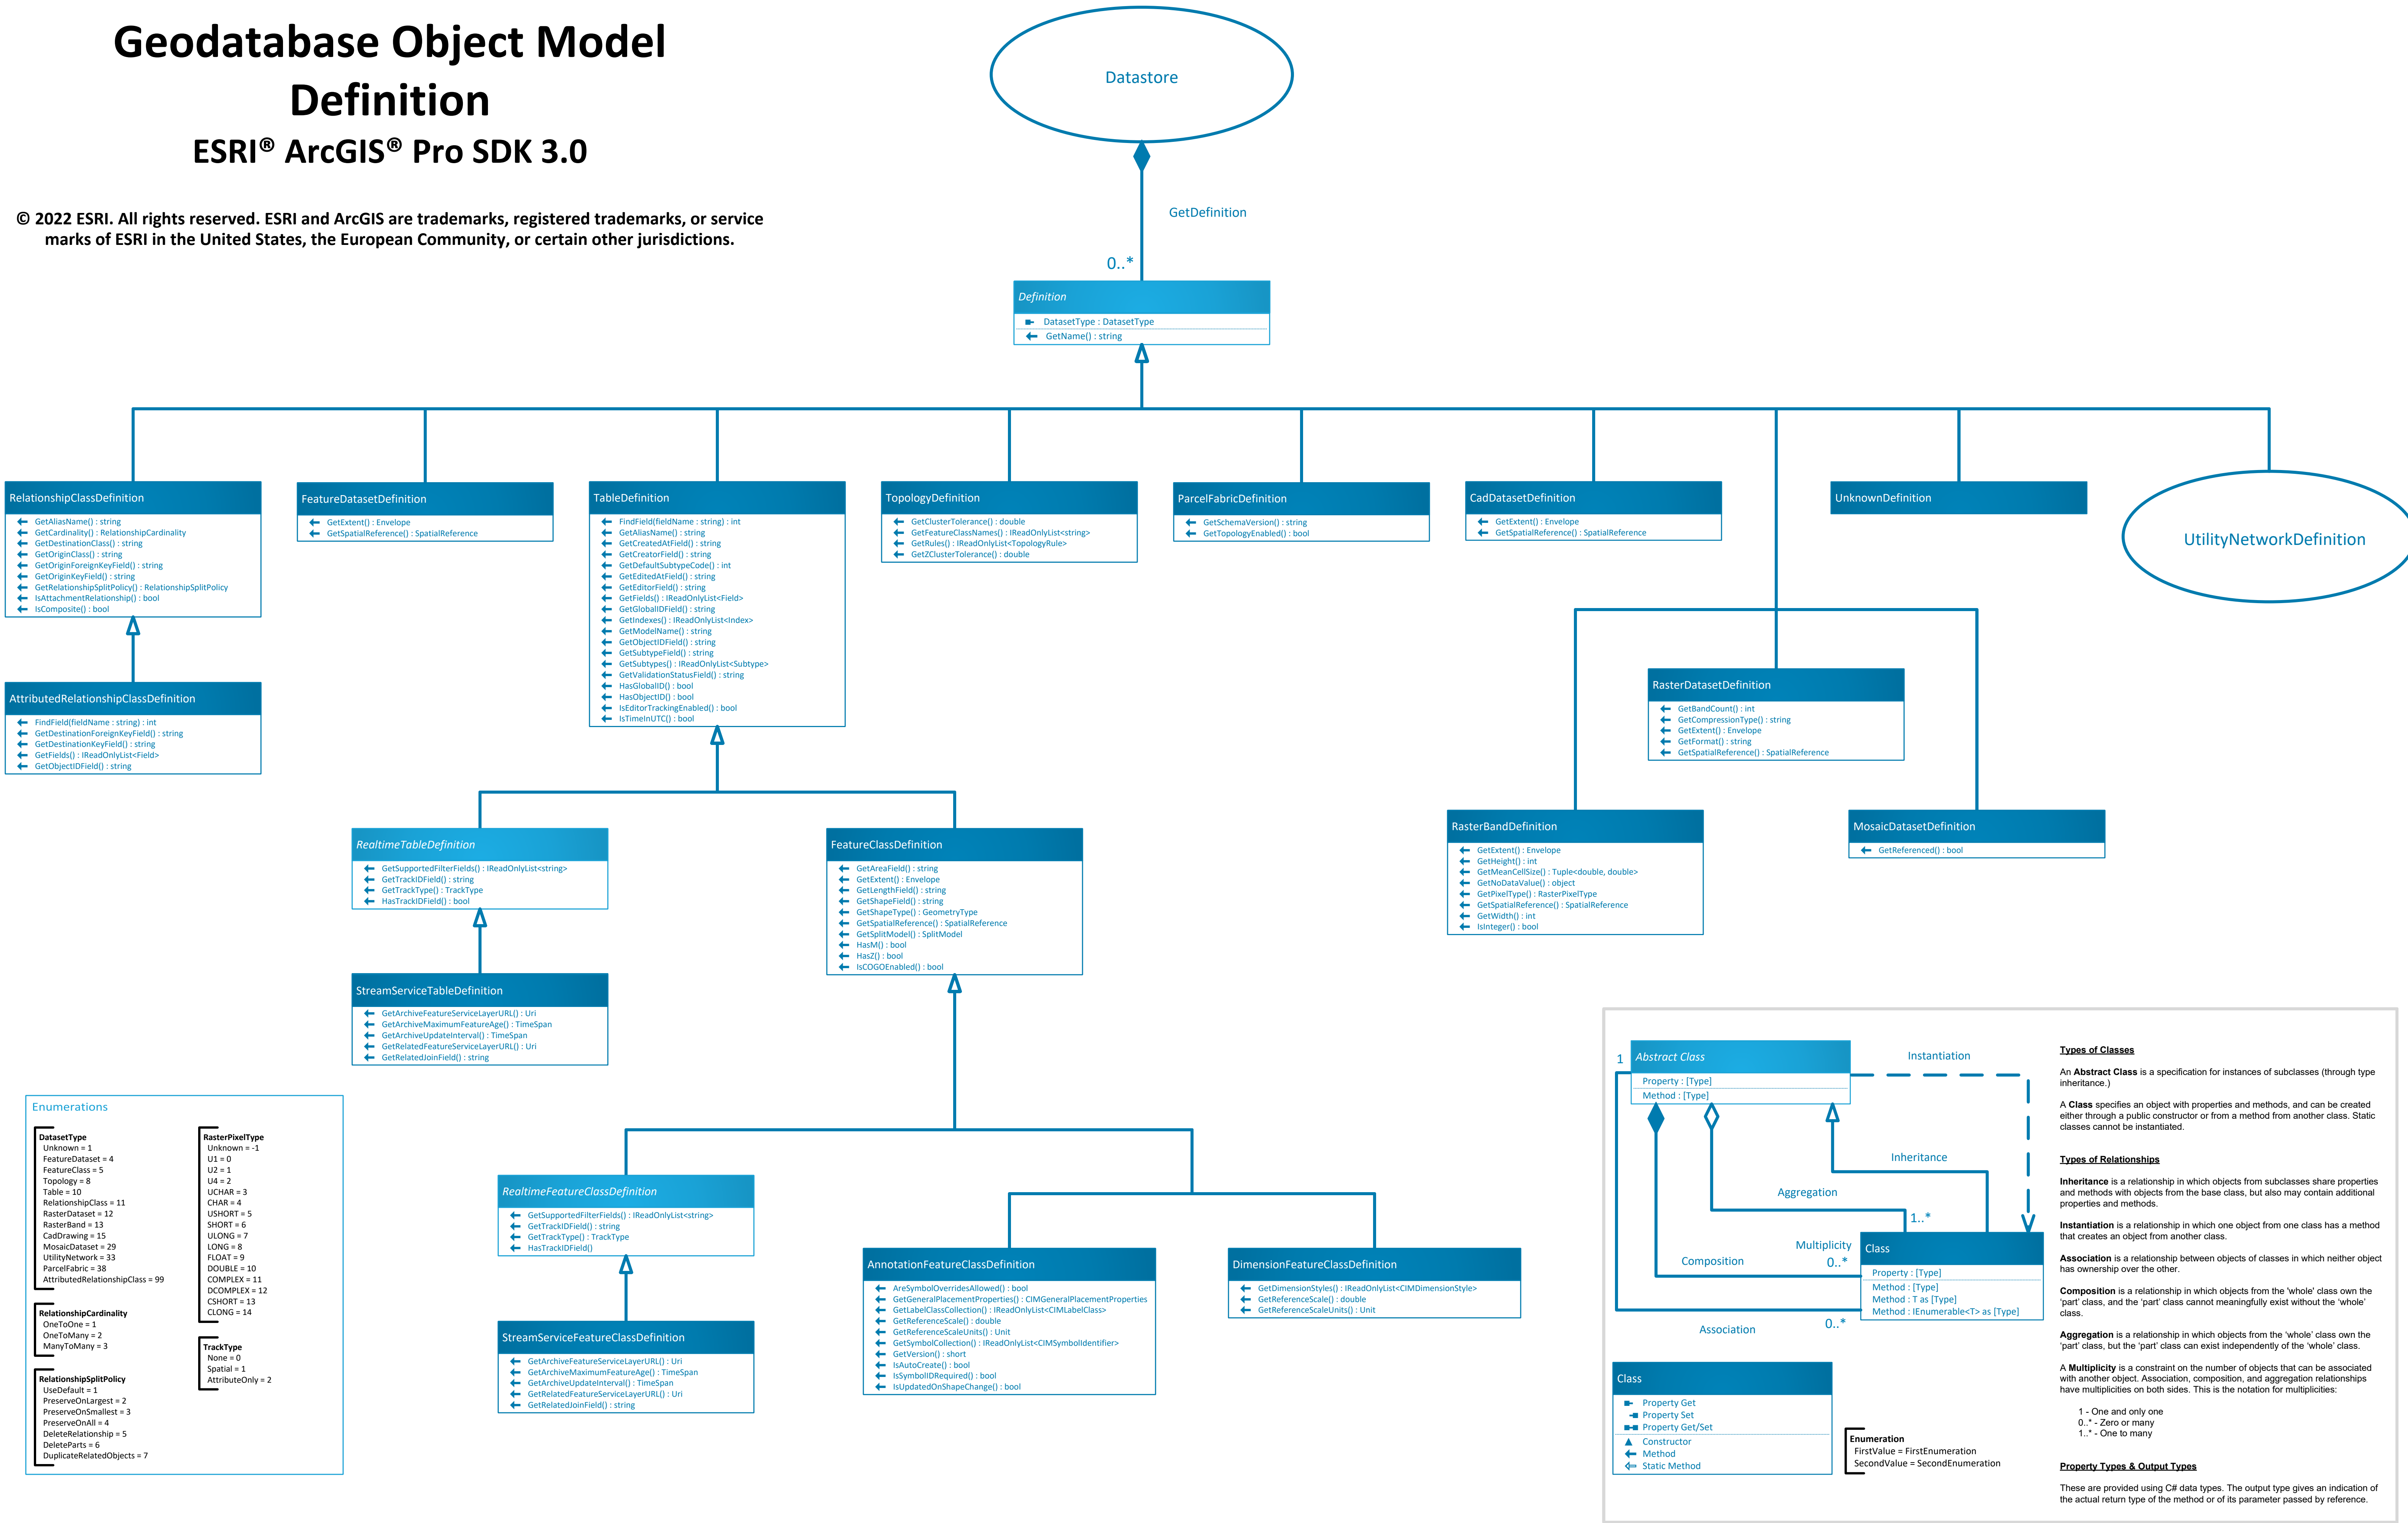 Geodatabase Object Model
Definition
ESRI® ArcGIS® Pro SDK 3.0
© 2022 ESRI. All rights reserved. ESRI and ArcGIS are trademarks, registered trademarks, or service
marks of ESRI in the United States, the European Community, or certain other jurisdictions.
Datastore
GetDefinition
0..*
Definition
DatasetType : DatasetType
GetName() : string
RelationshipClassDefinition
GetAliasName() : string
GetCardinality() : RelationshipCardinality
GetDestinationClass() : string
GetOriginClass() : string
GetOriginForeignKeyField() : string
GetOriginKeyField() : string
GetRelationshipSplitPolicy() : RelationshipSplitPolicy
IsAttachmentRelationship() : bool
IsComposite() : bool
FeatureDatasetDefinition
GetExtent() : Envelope
GetSpatialReference() : SpatialReference
TableDefinition
FindField(fieldName : string) : int
GetAliasName() : string
GetCreatedAtField() : string
GetCreatorField() : string
GetDefaultSubtypeCode() : int
GetEditedAtField() : string
GetEditorField() : string
GetFields() : IReadOnlyList<Field>
GetGlobalIDField() : string
GetIndexes() : IReadOnlyList<Index>
GetModelName() : string
GetObjectIDField() : string
GetSubtypeField() : string
GetSubtypes() : IReadOnlyList<Subtype>
GetValidationStatusField() : string
HasGlobalID() : bool
HasObjectID() : bool
IsEditorTrackingEnabled() : bool
IsTimeInUTC() : bool
TopologyDefinition
GetClusterTolerance() : double
GetFeatureClassNames() : IReadOnlyList<string>
GetRules() : IReadOnlyList<TopologyRule>
GetZClusterTolerance() : double
ParcelFabricDefinition
GetSchemaVersion() : string
GetTopologyEnabled() : bool
CadDatasetDefinition
GetExtent() : Envelope
GetSpatialReference() : SpatialReference
UnknownDefinition
UtilityNetworkDefinition
AttributedRelationshipClassDefinition
FindField(fieldName : string) : int
GetDestinationForeignKeyField() : string
GetDestinationKeyField() : string
GetFields() : IReadOnlyList<Field>
GetObjectIDField() : string
RasterDatasetDefinition
GetBandCount() : int
GetCompressionType() : string
GetExtent() : Envelope
GetFormat() : string
GetSpatialReference() : SpatialReference
RealtimeTableDefinition
GetSupportedFilterFields() : IReadOnlyList<string>
GetTrackIDField() : string
GetTrackType() : TrackType
HasTrackIDField() : bool
FeatureClassDefinition
GetAreaField() : string
GetExtent() : Envelope
GetLengthField() : string
GetShapeField() : string
GetShapeType() : GeometryType
GetSpatialReference() : SpatialReference
GetSplitModel() : SplitModel
HasM() : bool
HasZ() : bool
IsCOGOEnabled() : bool
RasterBandDefinition
GetExtent() : Envelope
GetHeight() : int
GetMeanCellSize() : Tuple<double, double>
GetNoDataValue() : object
GetPixelType() : RasterPixelType
GetSpatialReference() : SpatialReference
GetWidth() : int
IsInteger() : bool
MosaicDatasetDefinition
GetReferenced() : bool
StreamServiceTableDefinition
GetArchiveFeatureServiceLayerURL() : Uri
GetArchiveMaximumFeatureAge() : TimeSpan
GetArchiveUpdateInterval() : TimeSpan
GetRelatedFeatureServiceLayerURL() : Uri
GetRelatedJoinField() : string
Enumerations
DatasetType
Unknown = 1
FeatureDataset = 4
FeatureClass = 5
Topology = 8
Table = 10
RelationshipClass = 11
RasterDataset = 12
RasterBand = 13
CadDrawing = 15
MosaicDataset = 29
UtilityNetwork = 33
ParcelFabric = 38
AttributedRelationshipClass = 99
RelationshipCardinality
OneToOne = 1
OneToMany = 2
ManyToMany = 3
RelationshipSplitPolicy
UseDefault = 1
PreserveOnLargest = 2
PreserveOnSmallest = 3
PreserveOnAll = 4
DeleteRelationship = 5
DeleteParts = 6
DuplicateRelatedObjects = 7
RasterPixelType
Unknown = -1
U1 = 0
U2 = 1
U4 = 2
UCHAR = 3
CHAR = 4
USHORT = 5
SHORT = 6
ULONG = 7
LONG = 8
FLOAT = 9
DOUBLE = 10
COMPLEX = 11
DCOMPLEX = 12
CSHORT = 13
CLONG = 14
TrackType
None = 0
Spatial = 1
AttributeOnly = 2
RealtimeFeatureClassDefinition
GetSupportedFilterFields() : IReadOnlyList<string>
GetTrackIDField() : string
GetTrackType() : TrackType
HasTrackIDField()
StreamServiceFeatureClassDefinition
GetArchiveFeatureServiceLayerURL() : Uri
GetArchiveMaximumFeatureAge() : TimeSpan
GetArchiveUpdateInterval() : TimeSpan
GetRelatedFeatureServiceLayerURL() : Uri
GetRelatedJoinField() : string
AnnotationFeatureClassDefinition
AreSymbolOverridesAllowed() : bool
GetGeneralPlacementProperties() : CIMGeneralPlacementProperties
GetLabelClassCollection() : IReadOnlyList<CIMLabelClass>
GetReferenceScale() : double
GetReferenceScaleUnits() : Unit
GetSymbolCollection() : IReadOnlyList<CIMSymbolIdentifier>
GetVersion() : short
IsAutoCreate() : bool
IsSymbolIDRequired() : bool
IsUpdatedOnShapeChange() : bool
DimensionFeatureClassDefinition
GetDimensionStyles() : IReadOnlyList<CIMDimensionStyle>
GetReferenceScale() : double
GetReferenceScaleUnits() : Unit
1
Abstract Class
Property : [Type]
Method : [Type]
Instantiation
Inheritance
Aggregation
1..*
Multiplicity
Composition
0..*
Class
Property : [Type]
Method : [Type]
Method : T as [Type]
Method : IEnumerable<T> as [Type]
Association
0..*
Class
Property Get
Property Set
Property Get/Set
Constructor
Method
Static Method
Enumeration
FirstValue = FirstEnumeration
SecondValue = SecondEnumeration
Types of Classes
An Abstract Class is a specification for instances of subclasses (through type
inheritance.)
A Class specifies an object with properties and methods, and can be created
either through a public constructor or from a method from another class. Static
classes cannot be instantiated.
Types of Relationships
Inheritance is a relationship in which objects from subclasses share properties
and methods with objects from the base class, but also may contain additional
properties and methods.
Instantiation is a relationship in which one object from one class has a method
that creates an object from another class.
Association is a relationship between objects of classes in which neither object
has ownership over the other.
Composition is a relationship in which objects from the 'whole' class own the
'part' class, and the 'part' class cannot meaningfully exist without the 'whole'
class.
Aggregation is a relationship in which objects from the 'whole' class own the
'part' class, but the 'part' class can exist independently of the 'whole' class.
A Multiplicity is a constraint on the number of objects that can be associated
with another object. Association, composition, and aggregation relationships
have multiplicities on both sides. This is the notation for multiplicities:
1 - One and only one
0..* - Zero or many
1..* - One to many
Property Types & Output Types
These are provided using C# data types. The output type gives an indication of
the actual return type of the method or of its parameter passed by reference.